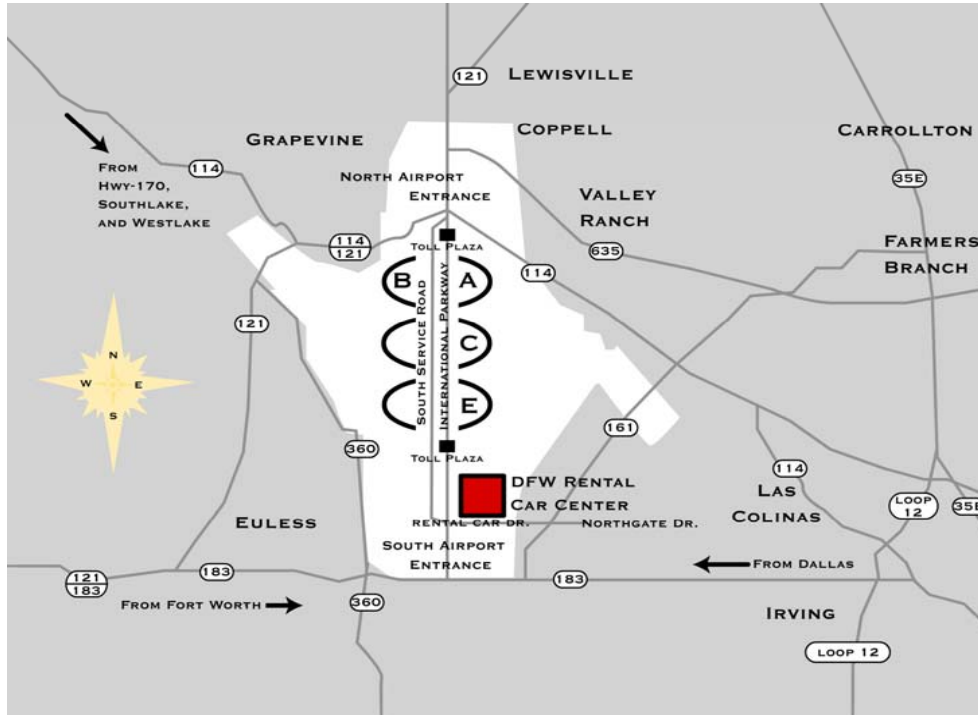 121
LEWISVILLE
GRAPEVINE
COPPELL
CARROLLTON
FROM
HWY-170,
SOUTHLAKE,
AND WESTLAKE
114
NORTH AIRPORT
ENTRANCE
35E
VALLEY
RANCH
114
121
TOLL PLAZA
635
FARMERS
BRANCH
B
A
114
SOUTH SERVICE ROAD
INTERNATIONAL PARKWAY
121
C
N
W E
S
E
161
360
TOLL PLAZA
114
DFW RENTAL
CAR CENTER
LAS
COLINAS
LOOP
12
35E
EULESS
RENTAL CAR DR.
NORTHGATE DR.
SOUTH AIRPORT
ENTRANCE
121
183
183
183
FROM DALLAS
FROM FORT WORTH
360
IRVING
LOOP 12